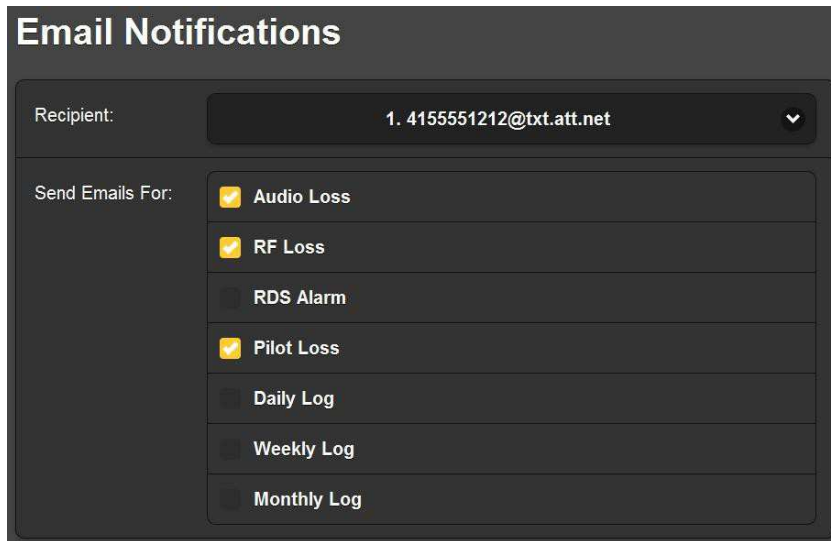 Email Notifications
Recipient:
1. 4155551212@txt.att.net
Send Emails For:
Audio Loss
RF Loss
RDS Alarm
Pilot Loss
Daily Log
Weekly Log
Monthly Log